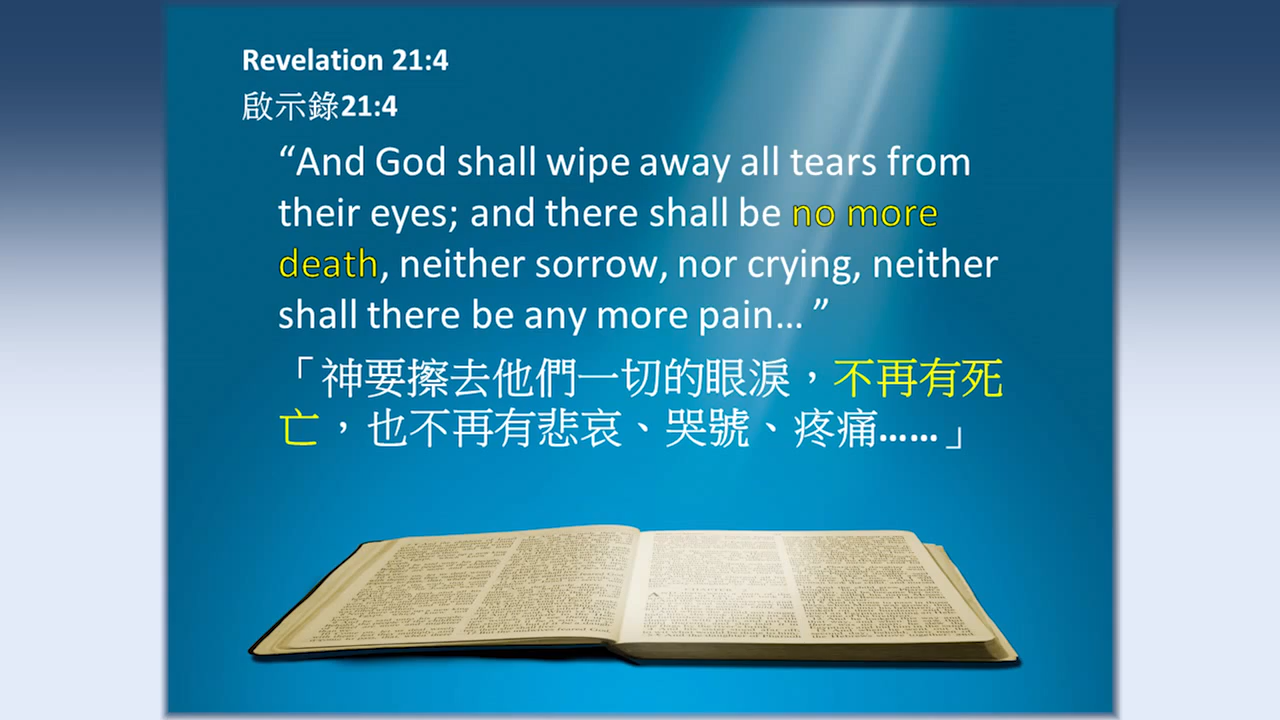 Revelation 21:4
啟示錄21:4
“And God shall wipe away all tears from
their eyes; and there shall be no more
death, neither sorrow, nor crying, neither
shall there be any more pain… ”
「神要擦去他們一切的眼淚，不再有死
亡，也不再有悲哀、哭號、疼痛……」